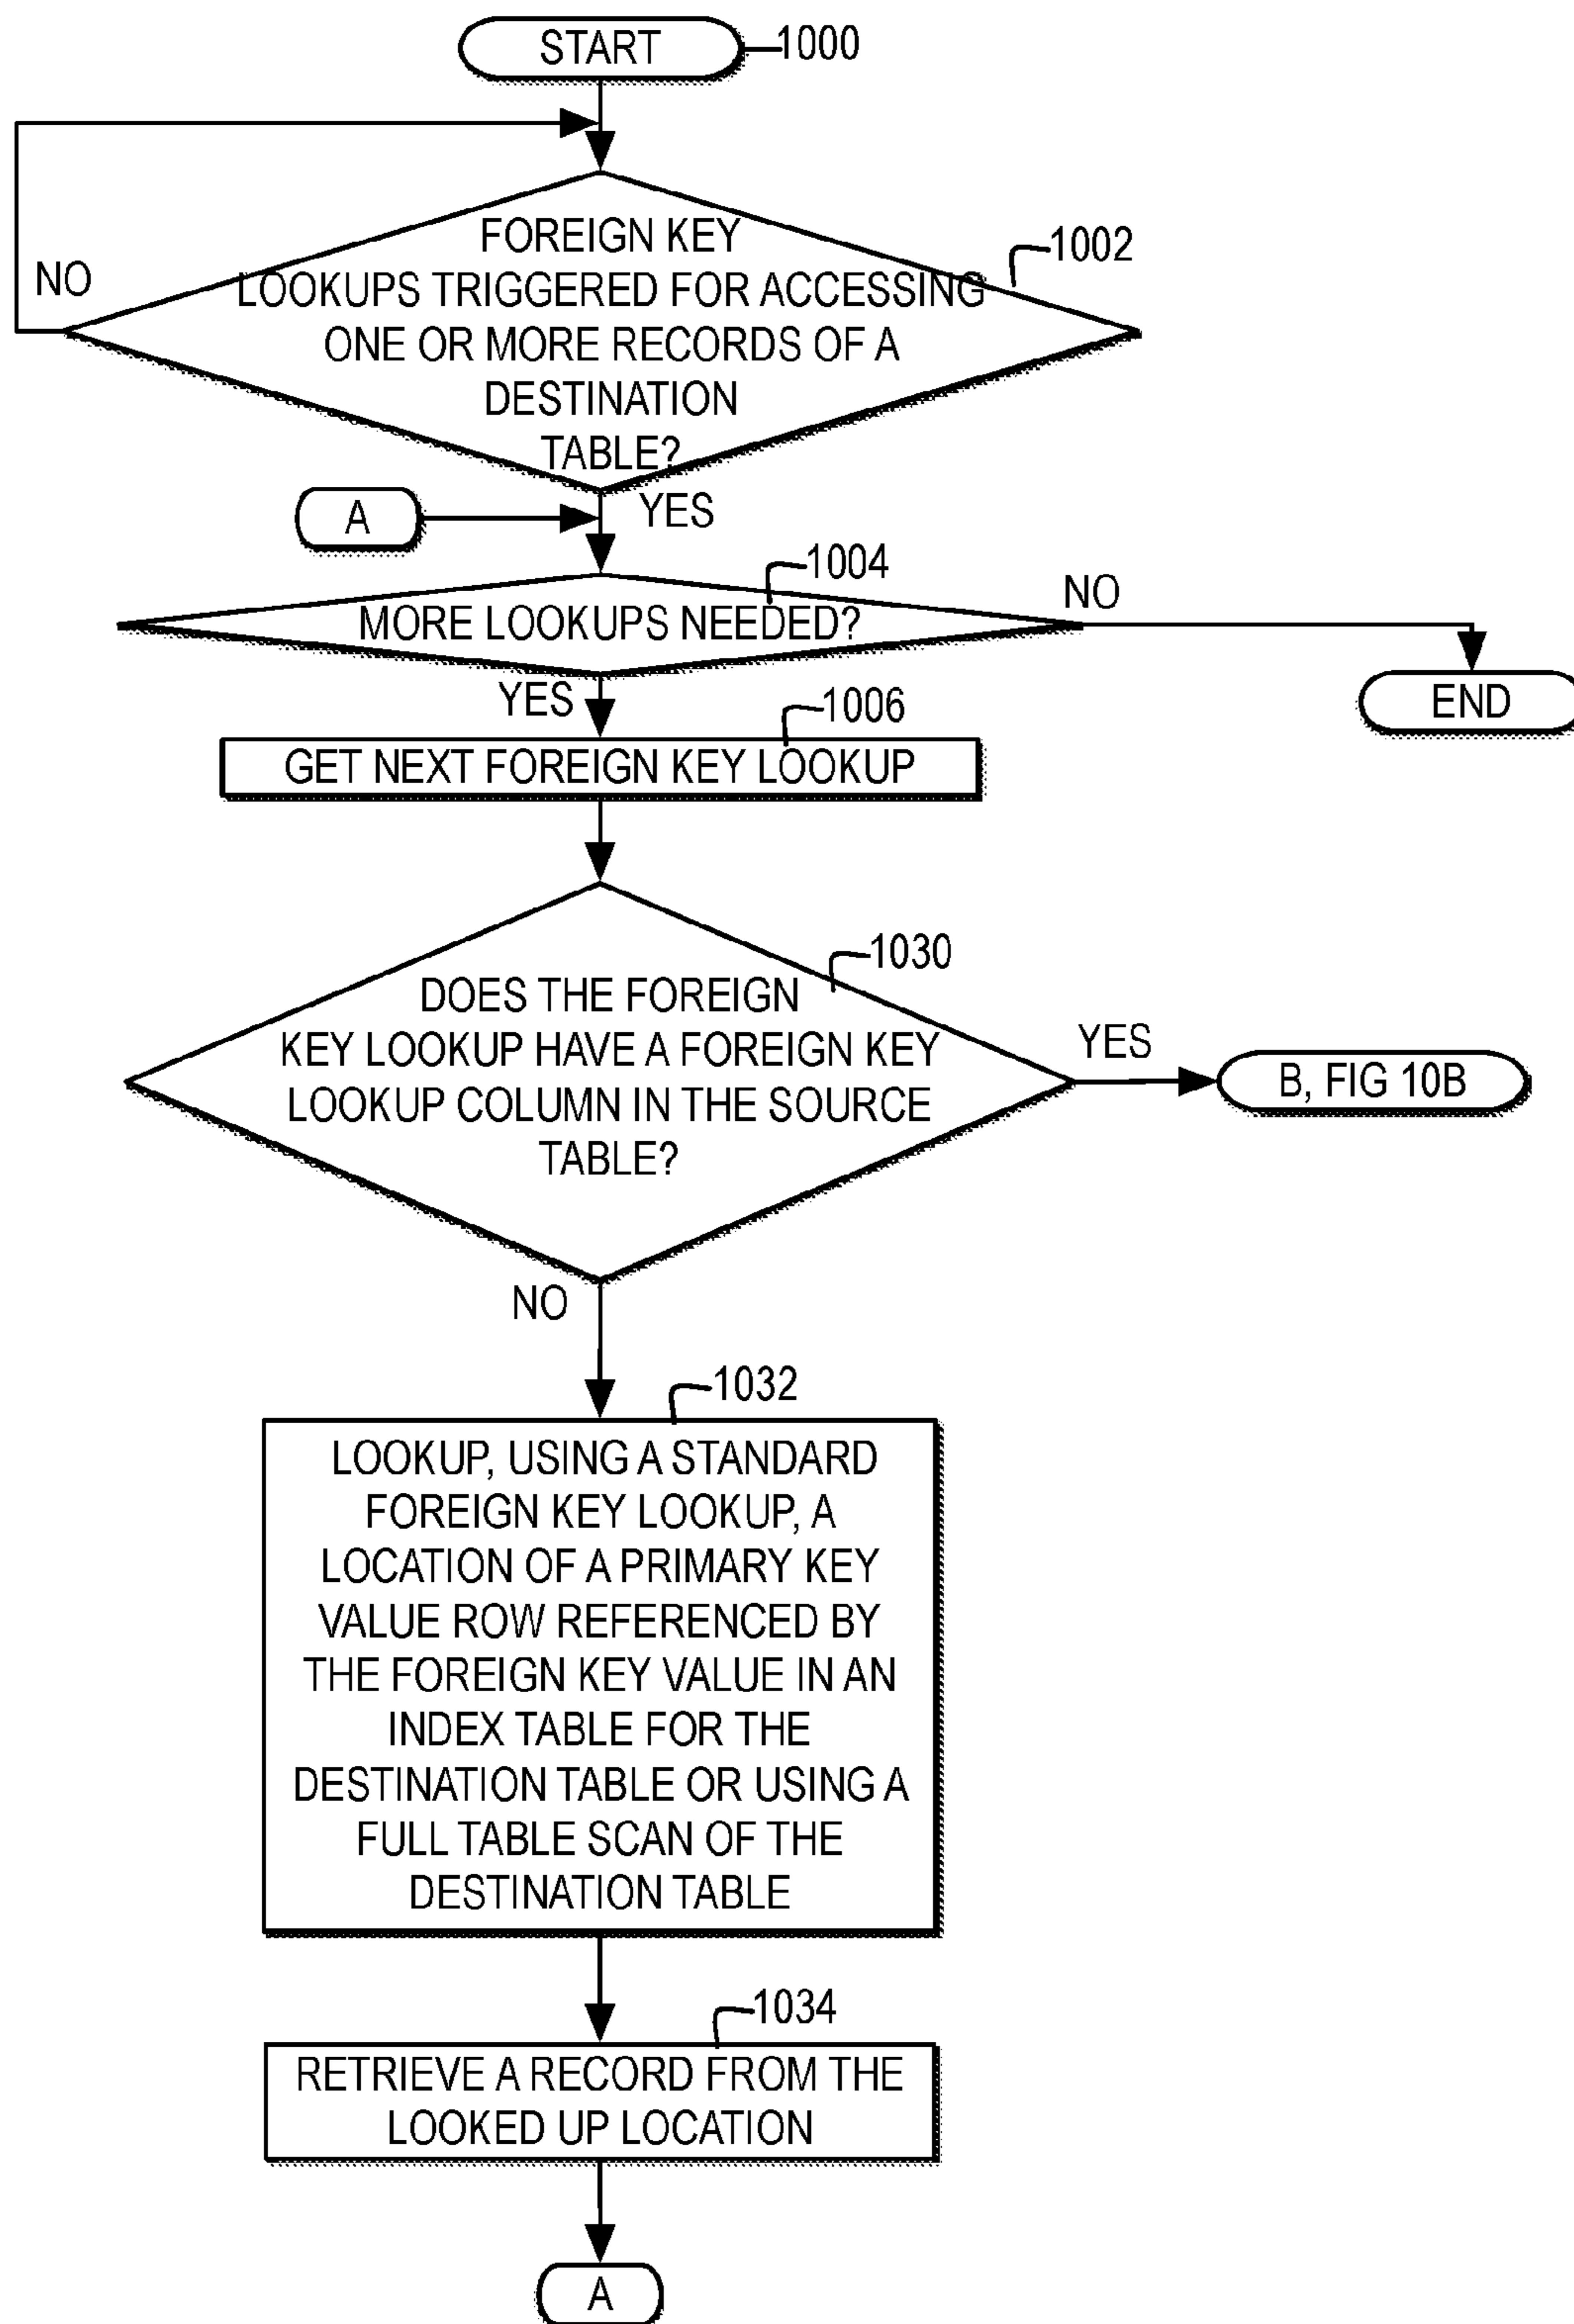 START
1000
FOREIGN KEY
LOOKUPS TRIGGERED FOR ACCESSING
ONE OR MORE RECORDS OF A
DESTINATION
TABLE?
1002
NO
YES
A
1004
MORE LOOKUPS NEEDED?
NO
END
YES
1006
GET NEXT FOREIGN KEY LOOKUP
1030
DOES THE FOREIGN
KEY LOOKUP HAVE A FOREIGN KEY
LOOKUP COLUMN IN THE SOURCE
TABLE?
YES
B, FIG 10B
NO
1032
LOOKUP, USING A STANDARD
FOREIGN KEY LOOKUP, A
LOCATION OF A PRIMARY KEY
VALUE ROW REFERENCED BY
THE FOREIGN KEY VALUE IN AN
INDEX TABLE FOR THE
DESTINATION TABLE OR USING A
FULL TABLE SCAN OF THE
DESTINATION TABLE
1034
RETRIEVE A RECORD FROM THE
LOOKED UP LOCATION
A